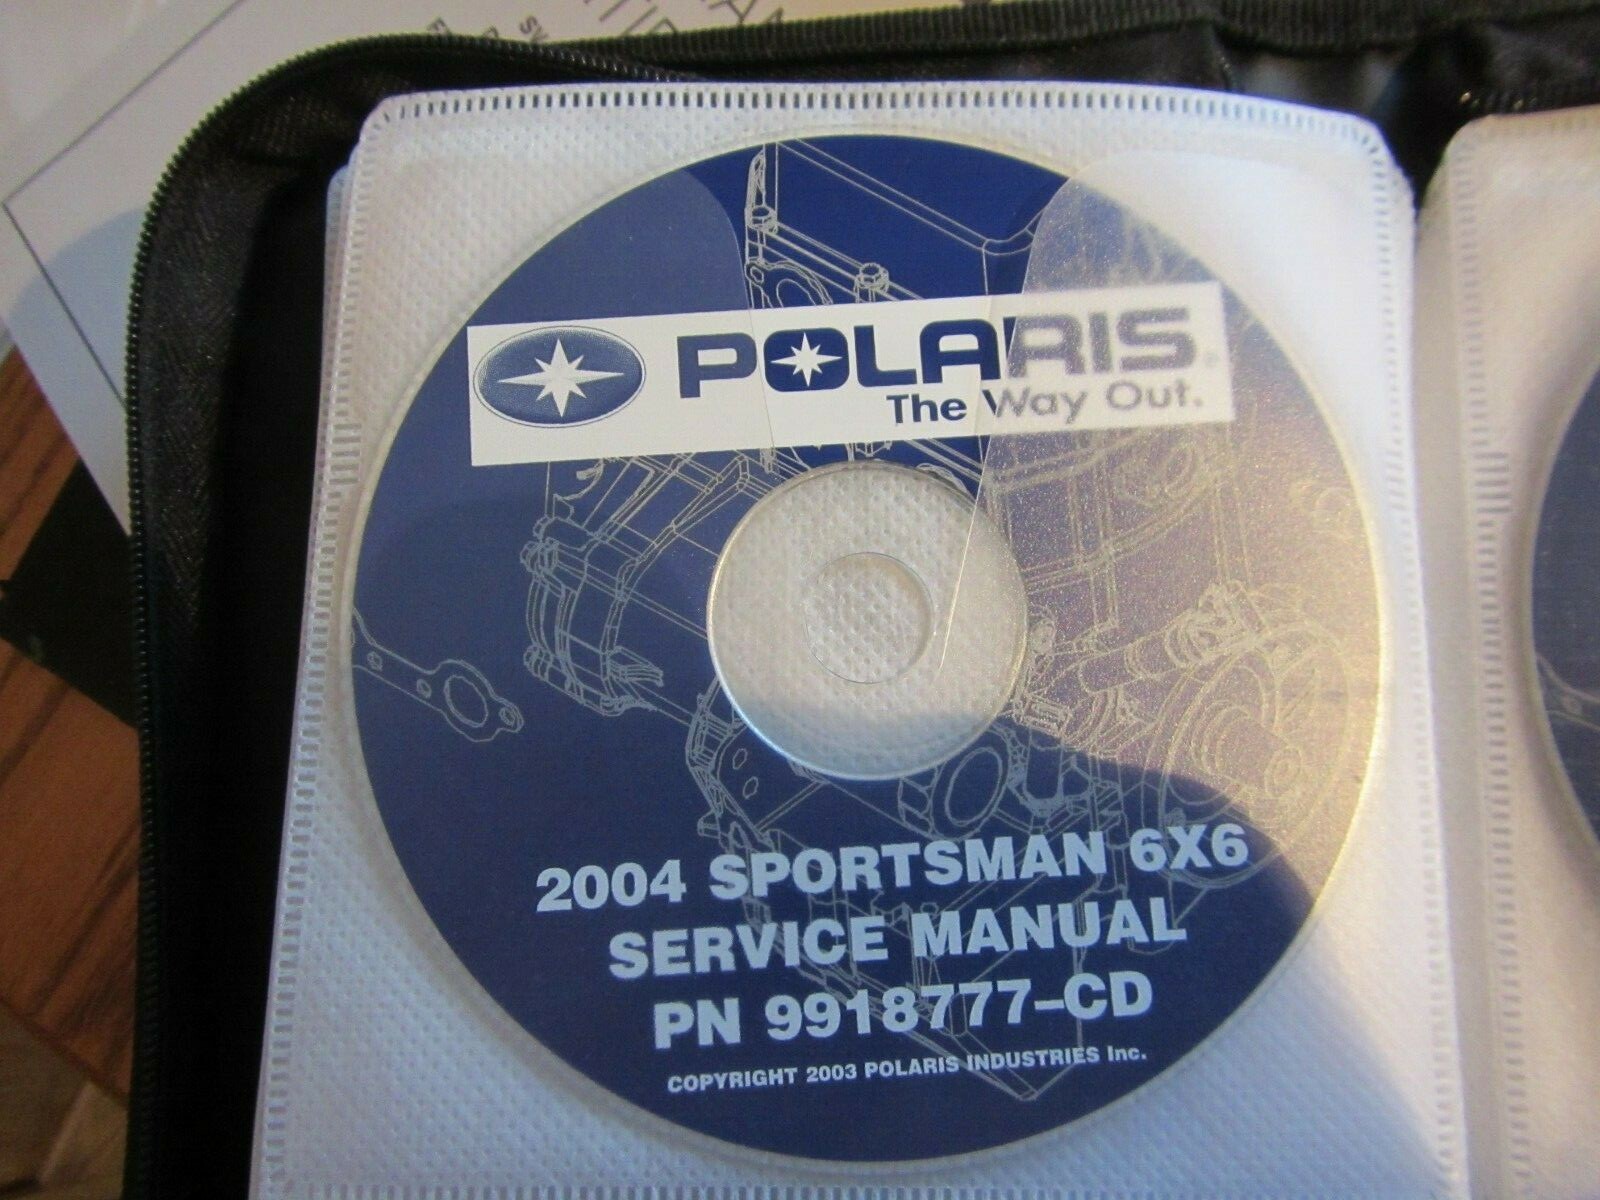 POLARIS®
The Way Out.
2004 SPORTSMAN 6X6
SERVICE MANUAL
PN 9918777-CD
COPYRIGHT 2003 POLARIS INDUSTRIES Inc.